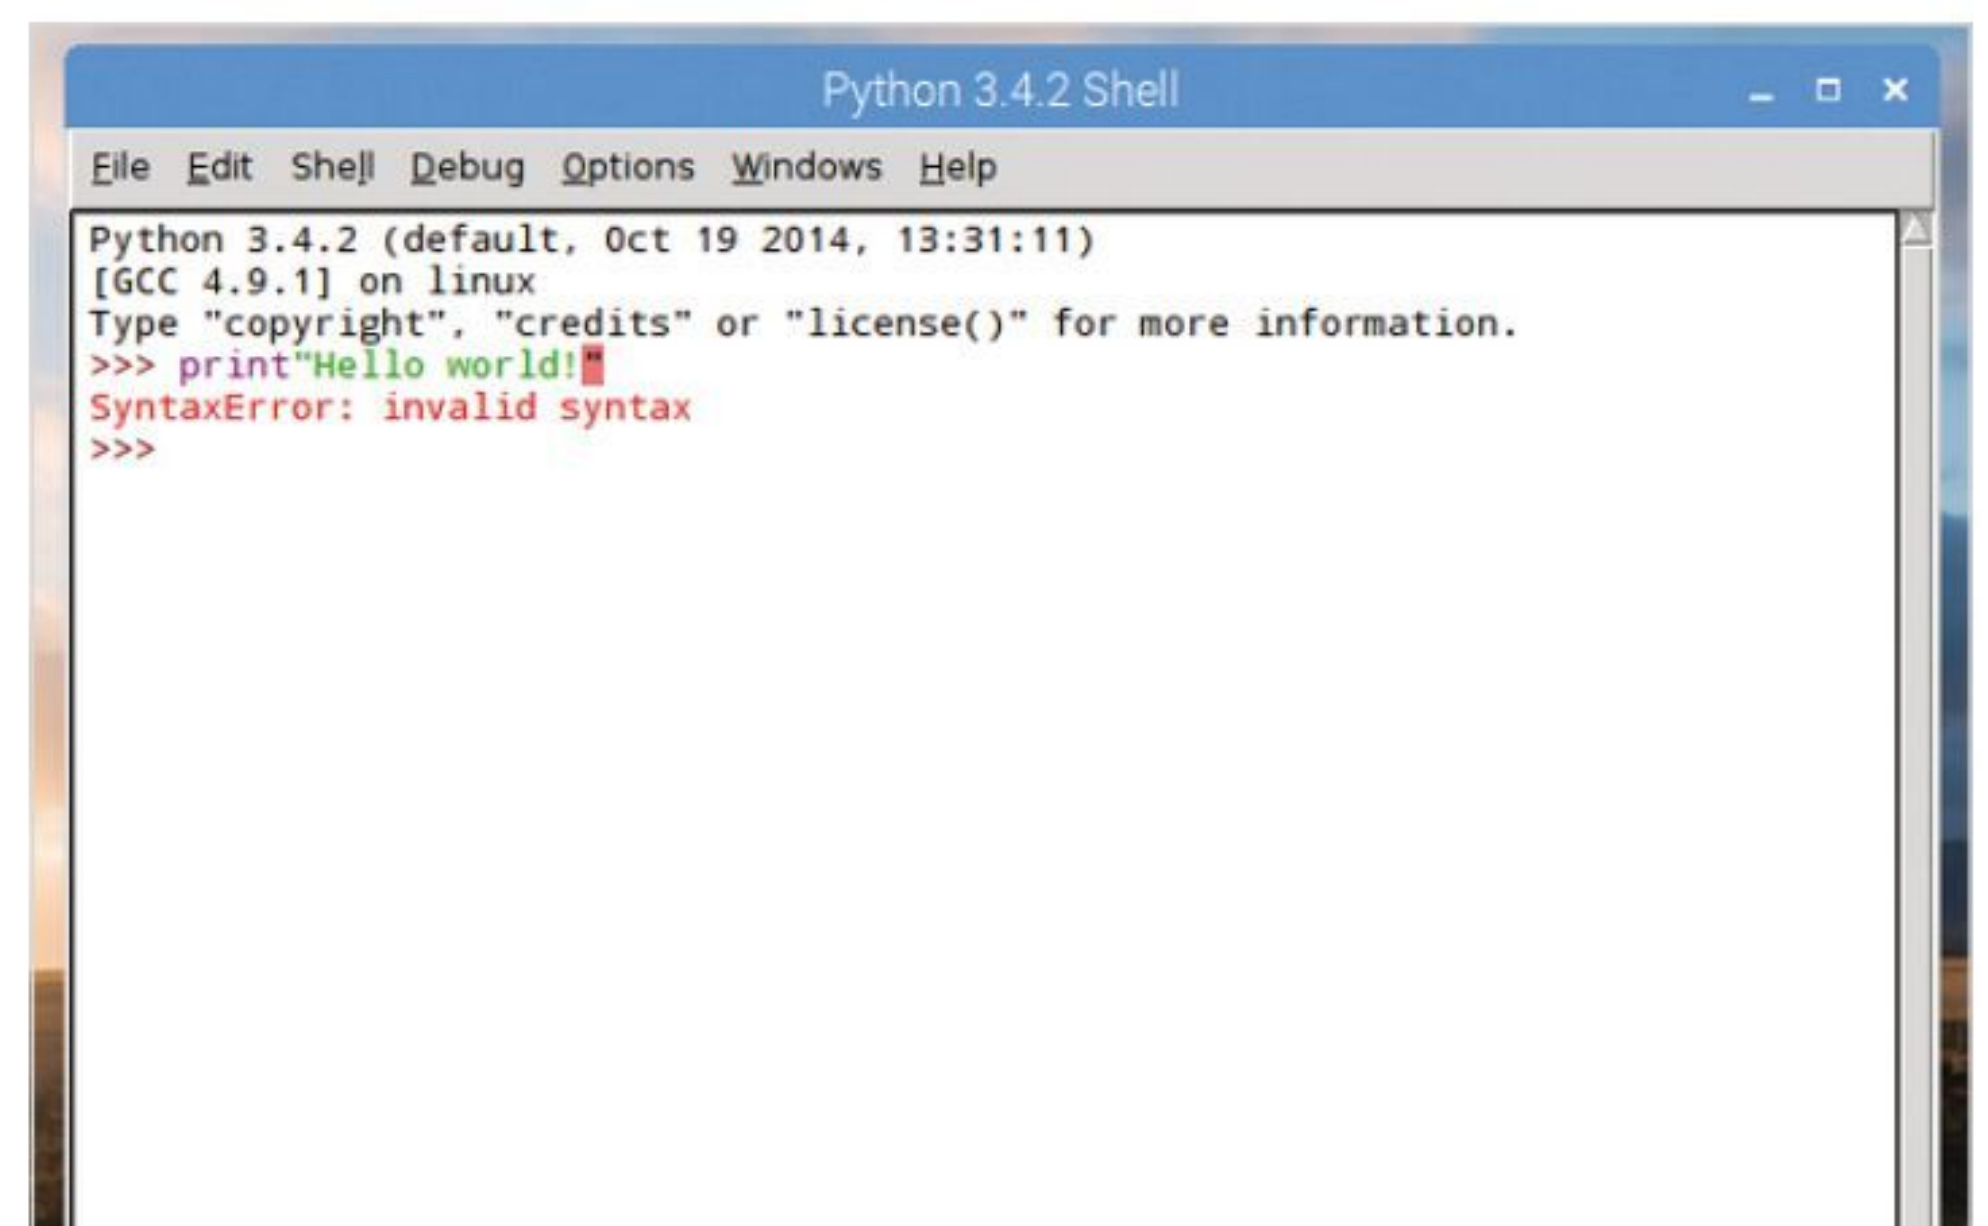 Python 3.4.2 Shell
File Edit Shell Debug Options Windows Help
Python 3.4.2 (default, Oct 19 2014, 13:31:11)
[GCC 4.9.1] on linux
Type "copyright", "credits" or "license()" for more information.
>>> print"Hello world!"
SyntaxError: invalid syntax
>>>